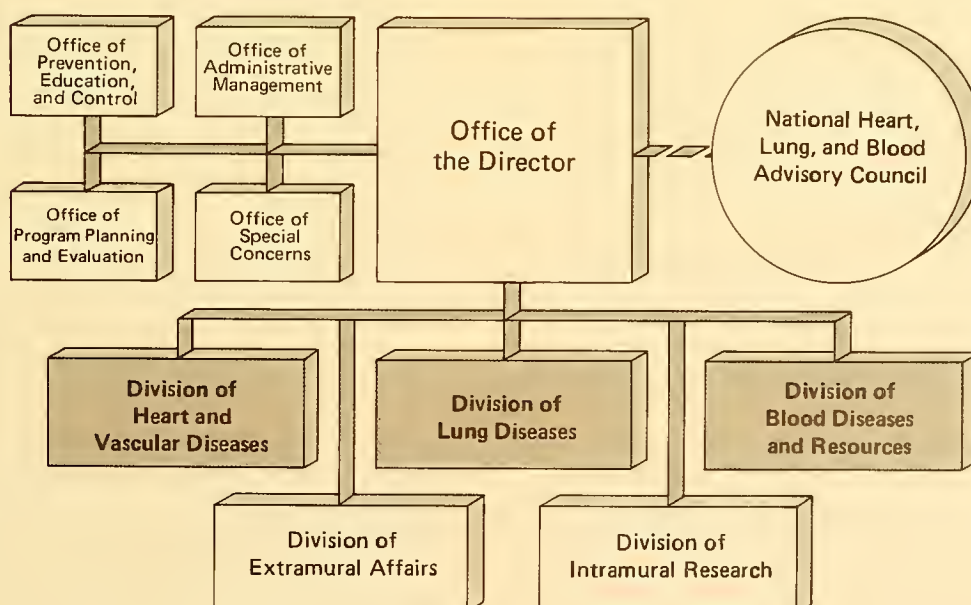 Office of
Prevention,
Education,
and Control
Office of
Administrative
Management
Office of
the Director
National Heart,
Lung, and Blood
Advisory Council
Office of
Program Planning
and Evaluation
Office of
Special
Concerns
Division of
Heart and
Vascular Diseases
Division of
Lung Diseases
Division of
Blood Diseases
and Resources
Division of
Extramural Affairs
Division of
Intramural Research